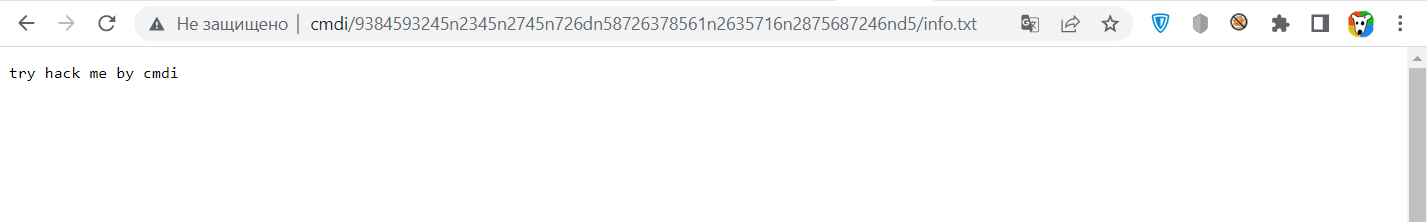 Не защищено | cmdi/9384593245n2345n2745n726dn58726378561n2635716n2875687246nd5/info.txt
try hack me by cmdi